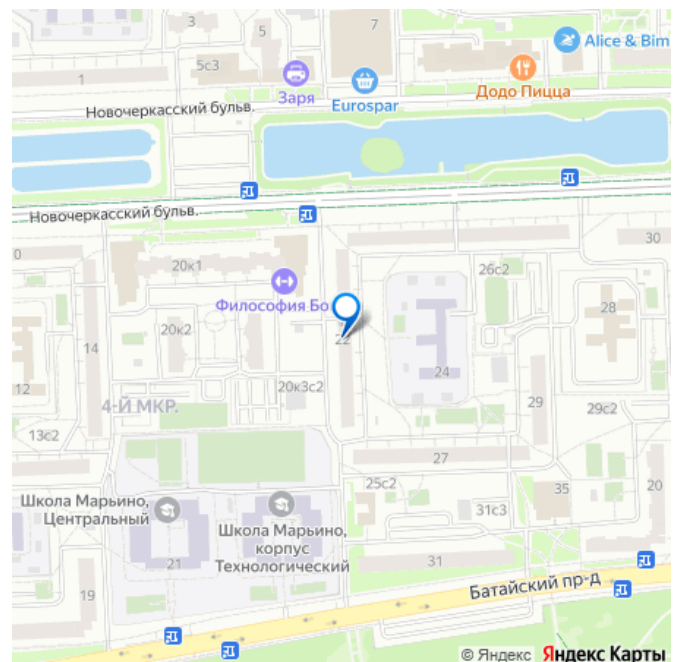 3
5
7
5с3
1
Заря
Eurospar
Додо Пицца
Alice & Bim
Новочеркасский бульв.
Новочеркасский бульв.
0
20к1
Философия Бо
26с2
30
28
20к2
14
22
24
12
20к3с2
4-Й МКР.
29
29с2
13с2
27
25с2
35
20
31с3
Школа Марьино,
Центральный
Школа Марьино,
корпус
Технологический
21
31
19
Батайский пр-д
© Яндекс Яндекс Карты